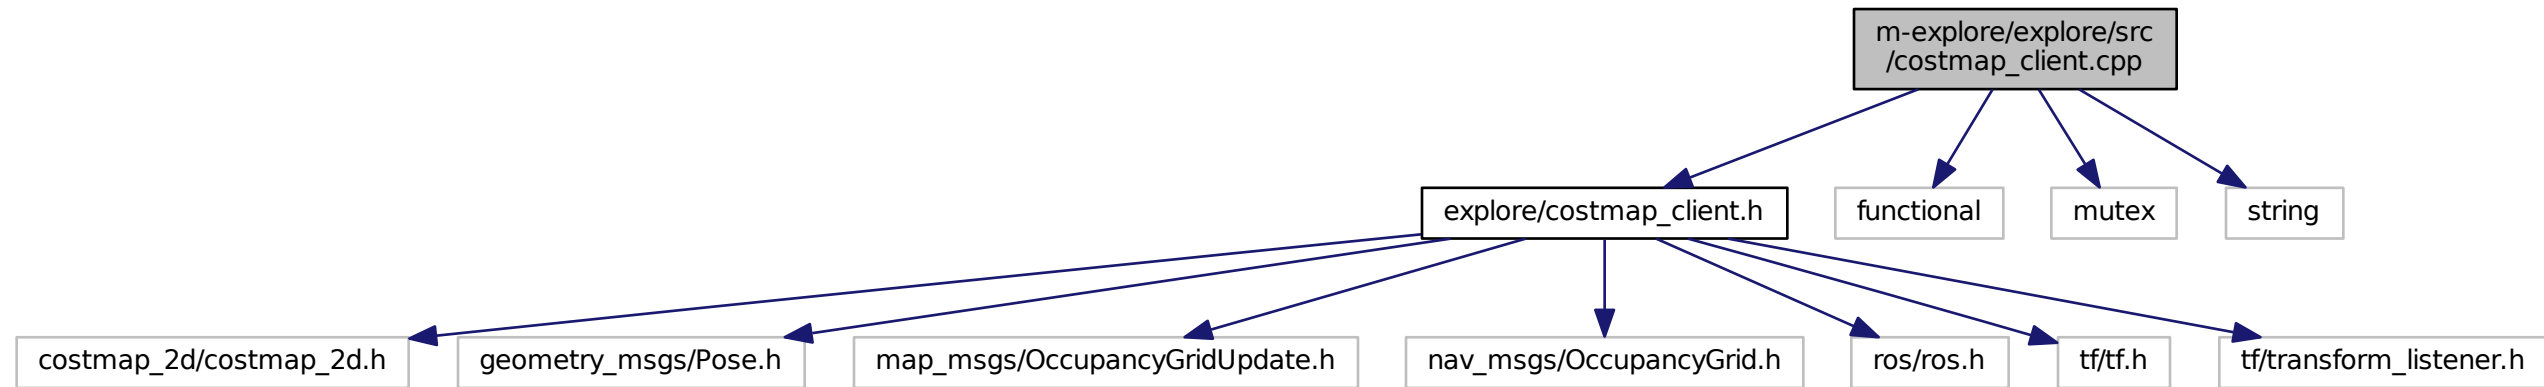 m-explore/explore/src
/costmap_client.cpp
explore/costmap_client.h
functional
mutex
string
costmap_2d/costmap_2d.h
geometry_msgs/Pose.h
map_msgs/OccupancyGridUpdate.h
nav_msgs/OccupancyGrid.h
ros/ros.h
tf/tf.h
tf/transform_listener.h